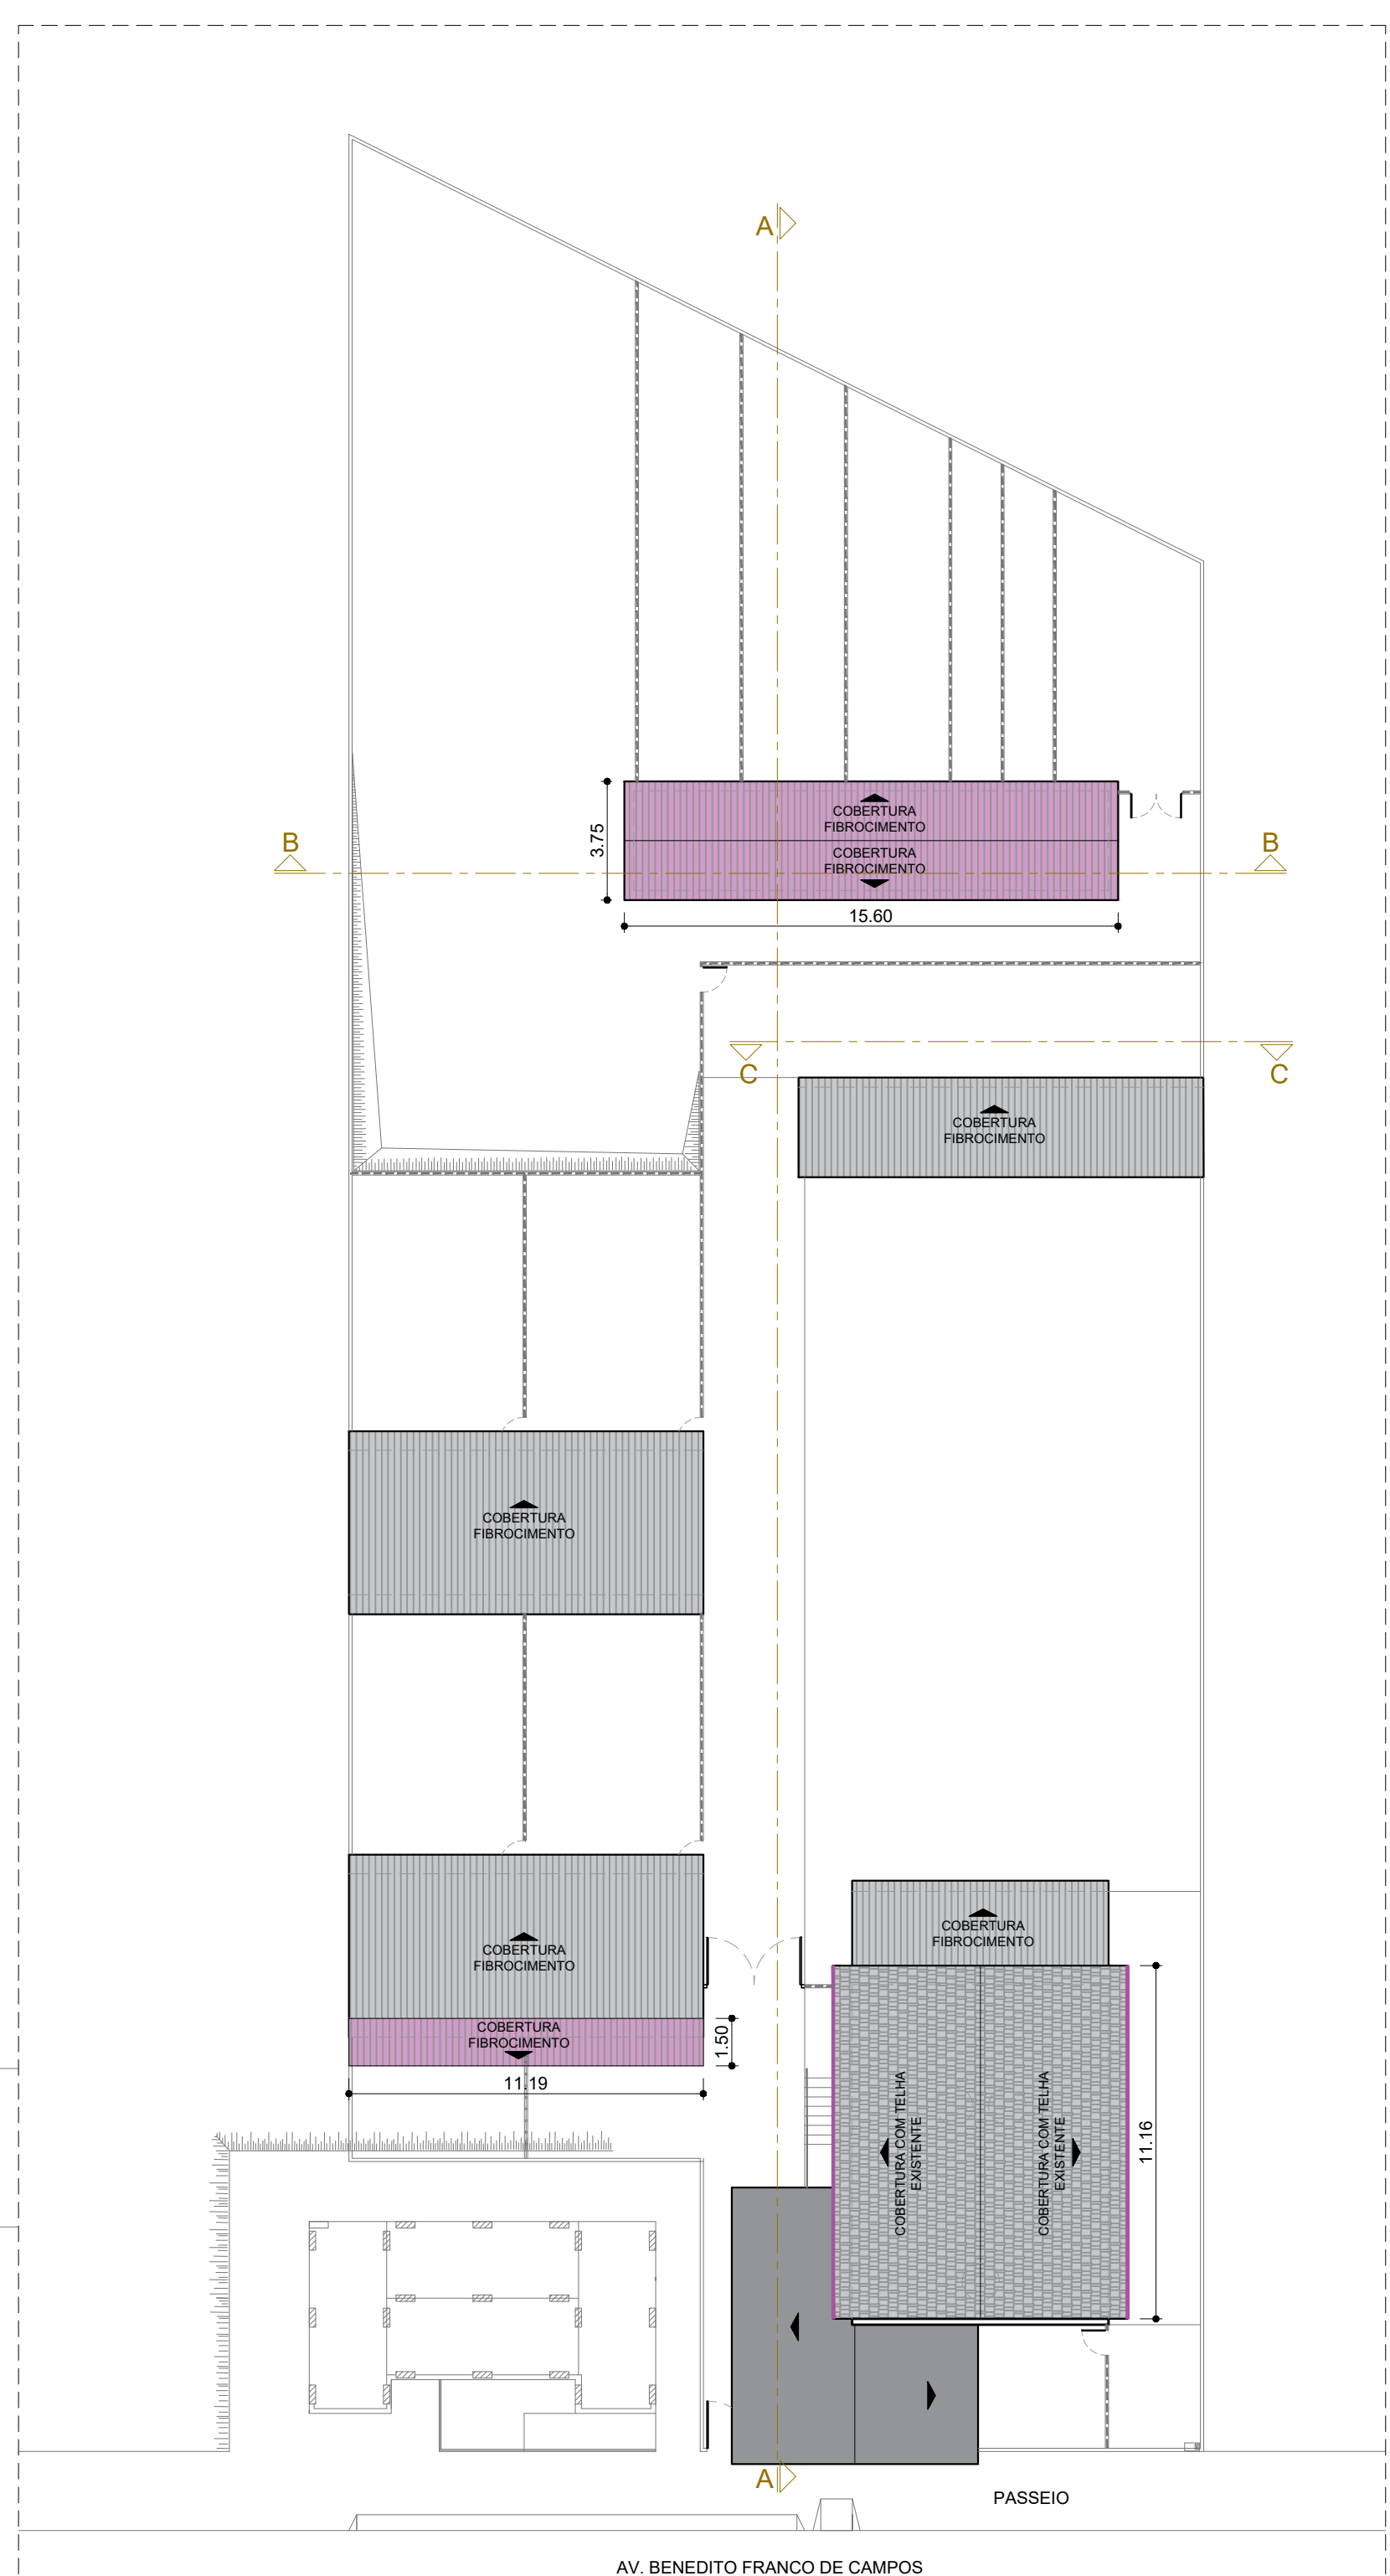 A
COBERTURA
FIBROCIMENTO
COBERTURA
FIBROCIMENTO
3.75
B
B
15.60
C
C
COBERTURA
FIBROCIMENTO
COBERTURA
FIBROCIMENTO
COBERTURA
FIBROCIMENTO
COBERTURA
FIBROCIMENTO
COBERTURA
FIBROCIMENTO
1.50
11.19
COBERTURA COM TELHA
EXISTENTE
COBERTURA COM TELHA
EXISTENTE
11.16
A
PASSEIO
AV. BENEDITO FRANCO DE CAMPOS